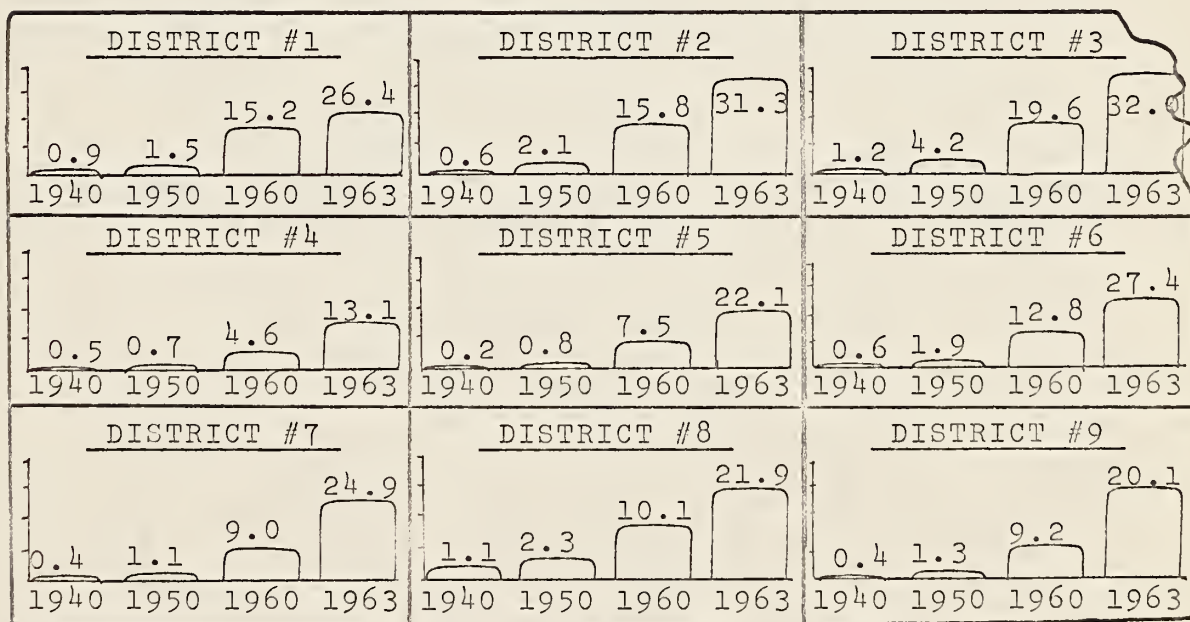 DISTRICT #1
0.9 1.5 15.2 26.4
1940 1950 1960 1963
DISTRICT #2
0.6 2.1 15.8 31.3
1940 1950 1960 1963
DISTRICT #3
1.2 4.2 19.6
1940 1950 1960 1963
DISTRICT #4
0.5 0.7 4.6 13.1
1940 1950 1960 1963
DISTRICT #5
0.2 0.8 7.5 22.1
1940 1950 1960 1963
DISTRICT #6
0.6 1.9 12.8 27.4
1940 1950 1960 1963
DISTRICT #7
0.4 1.1 9.0 24.9
1940 1950 1960 1963
DISTRICT #8
1.1 2.3 10.1 21.9
1940 1950 1960 1963
DISTRICT #9
0.4 1.3 9.2 20.1
1940 1950 1960 1963